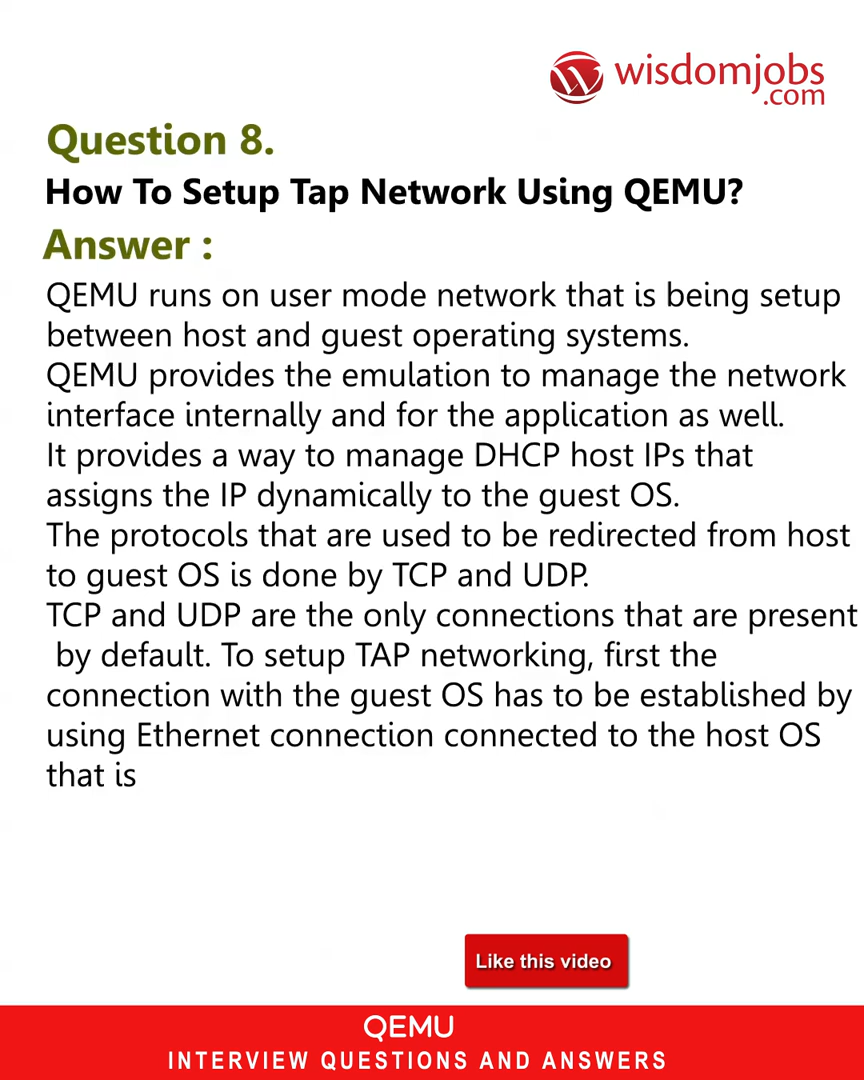 wisdomjobs
.com
Question 8.
How To Setup Tap Network Using QEMU?
Answer :
QEMU runs on user mode network that is being setup
between host and guest operating systems.
QEMU provides the emulation to manage the network
interface internally and for the application as well.
It provides a way to manage DHCP host IPs that
assigns the IP dynamically to the guest OS.
The protocols that are used to be redirected from host
to guest OS is done by TCP and UDP.
TCP and UDP are the only connections that are present
by default. To setup TAP networking, first the
connection with the guest OS has to be established by
using Ethernet connection connected to the host OS
that is
Like this video
QEMU
INTERVIEW QUESTIONS AND ANSWERS